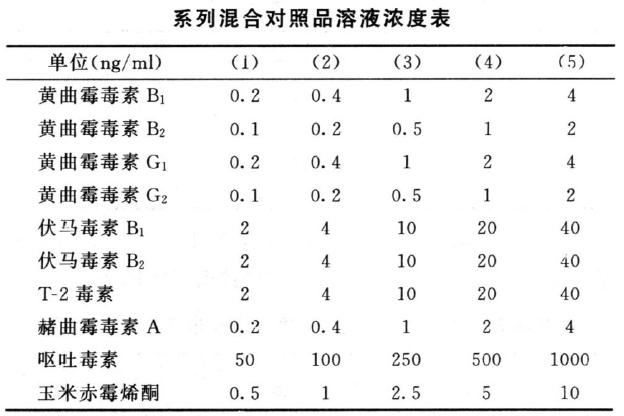 系列混合对照品溶液浓度表
单位(ng/ml) (1) (2) (3) (4) (5)
黄曲霉毒素 B₁ 0.2 0.4 1 2 4
黄曲霉毒素 B₂ 0.1 0.2 0.5 1 2
黄曲霉毒素 G₁ 0.2 0.4 1 2 4
黄曲霉毒素 G₂ 0.1 0.2 0.5 1 2
伏马毒素 B₁ 2 4 10 20 40
伏马毒素 B₂ 2 4 10 20 40
T-2 毒素 2 4 10 20 40
赭曲霉毒素 A 0.2 0.4 1 2 4
呕吐毒素 50 100 250 500 1000
玉米赤霉烯酮 0.5 1 2.5 5 10